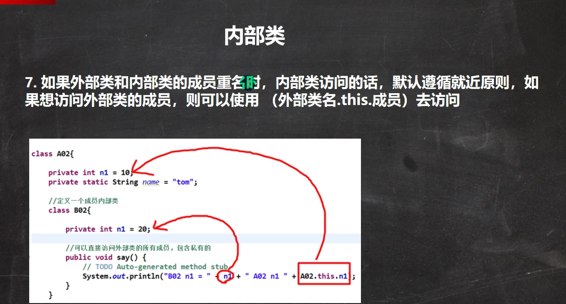 内部类
7. 如果外部类和内部类的成员重名时，内部类访问的话，默认遵循就近原则，如
果想访问外部类的成员，则可以使用 （外部类名.this.成员）去访问
class A02{
private int n1 = 10;
private static String name = "tom";
//定义一个成员内部类
class B02{
private int n1 = 20;
//可以直接访问外部类的所有成员，包含私有的
public void say() {
// TODO Auto-generated method stub
System.out.println("B02 n1 = " + n1 + " A02 n1 " + A02.this.n1);
}
}